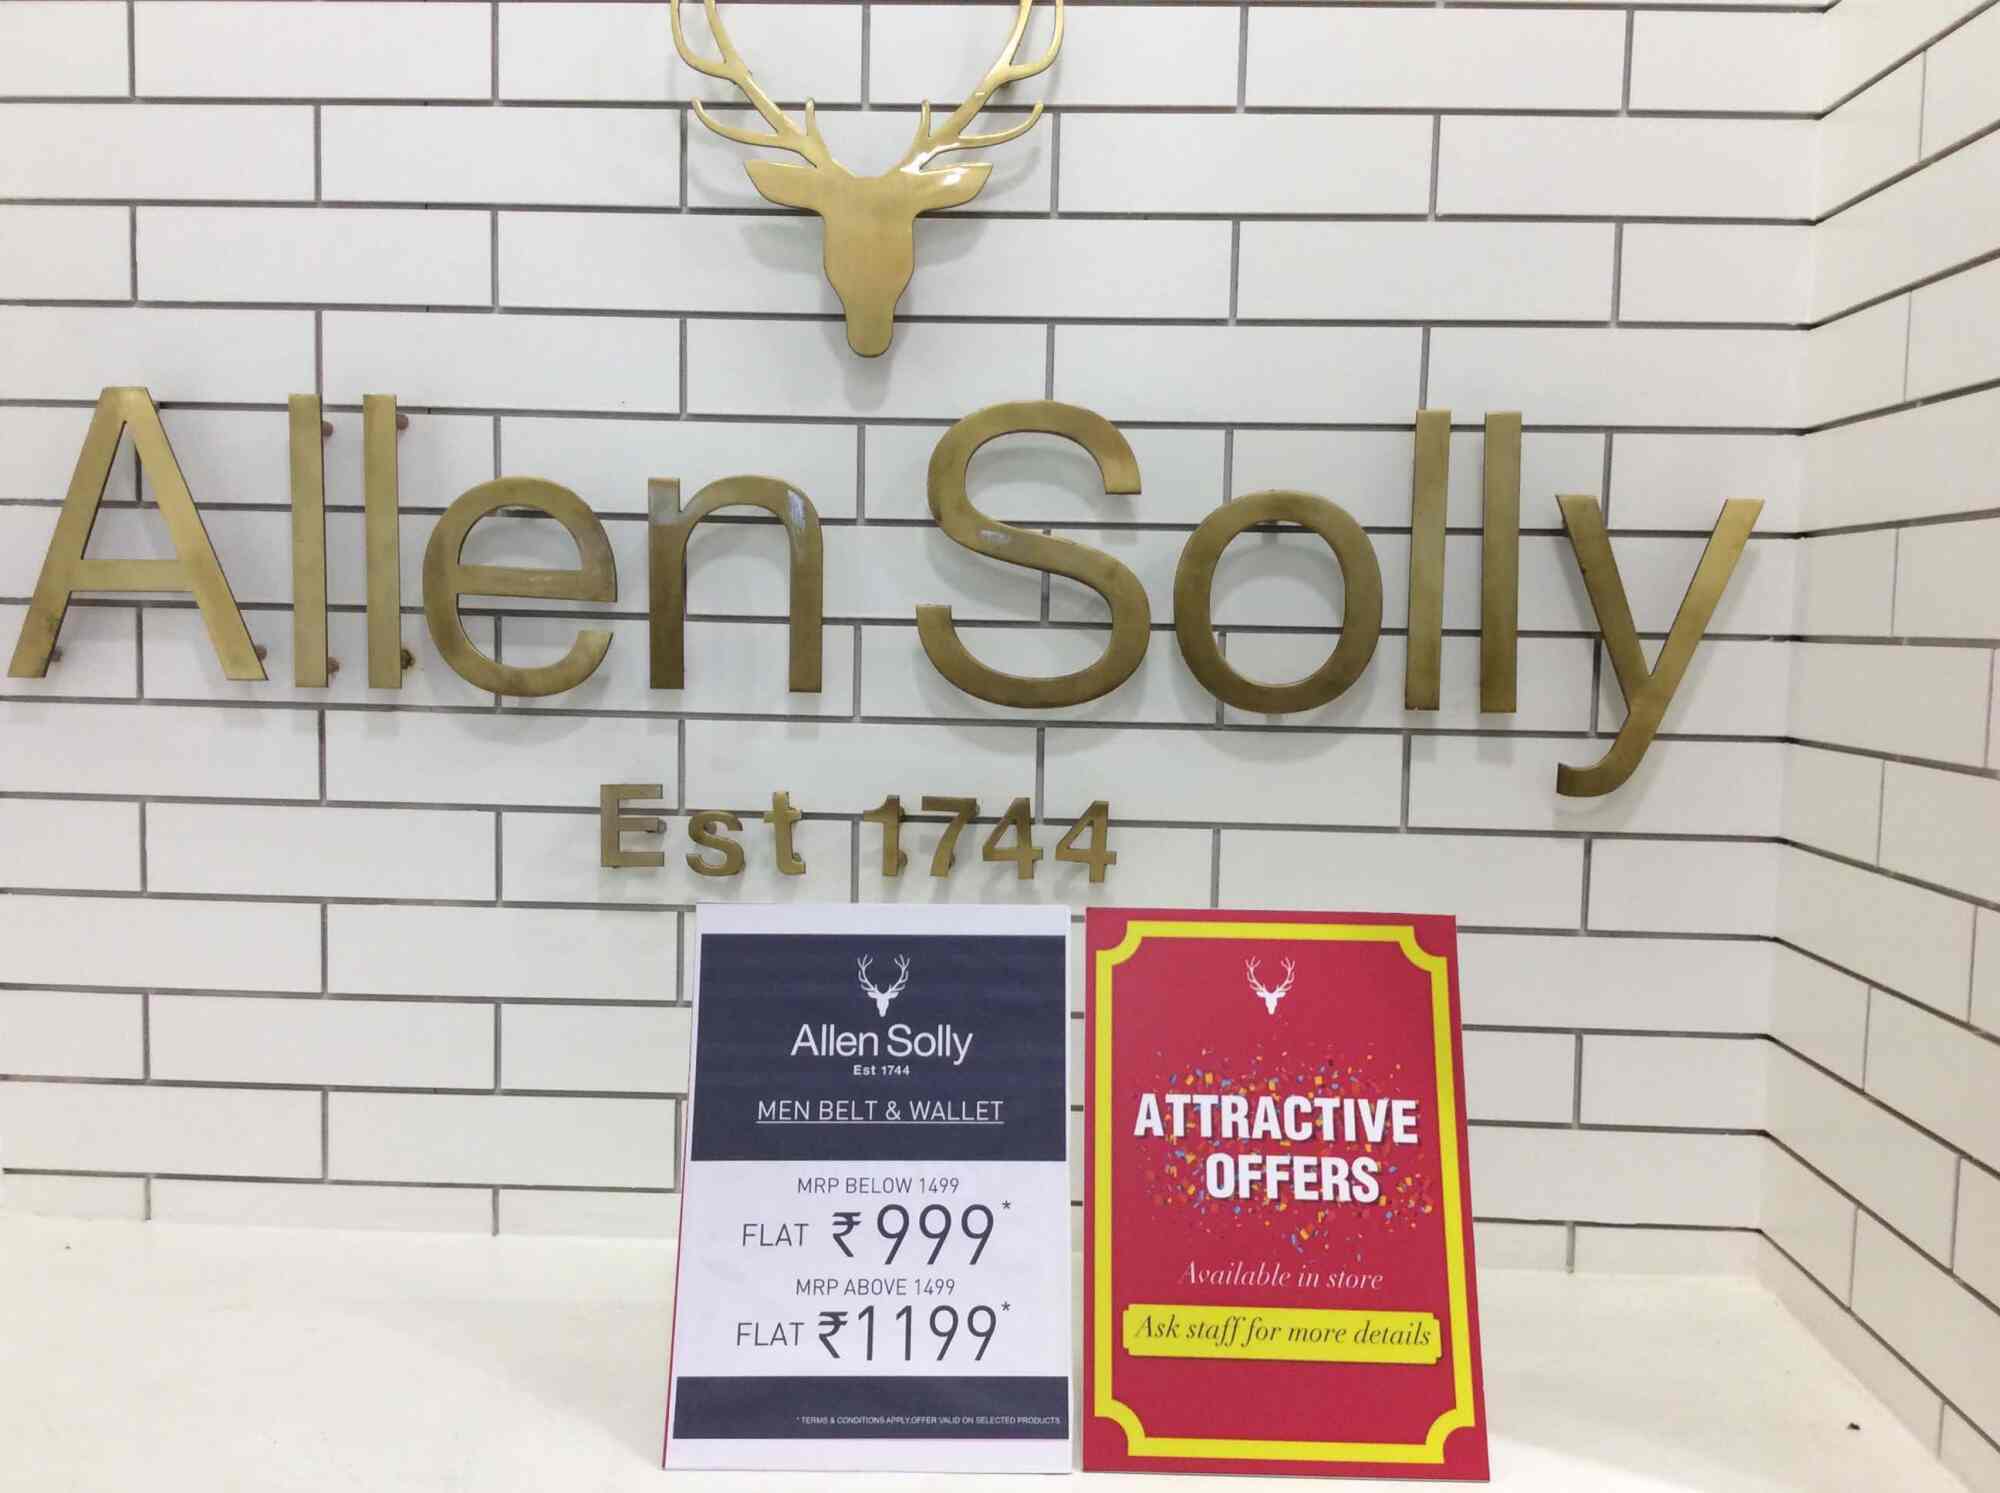 Allen Solly
Est 1744
Allen Solly
Est 1744
MEN BELT & WALLET
MRP BELOW 1499
FLAT ₹999*
MRP ABOVE 1499
FLAT ₹1199*
* TERMS & CONDITIONS APPLY,OFFER VALID ON SELECTED PRODUCTS
ATTRACTIVE
OFFERS
Available in store
Ask staff for more details